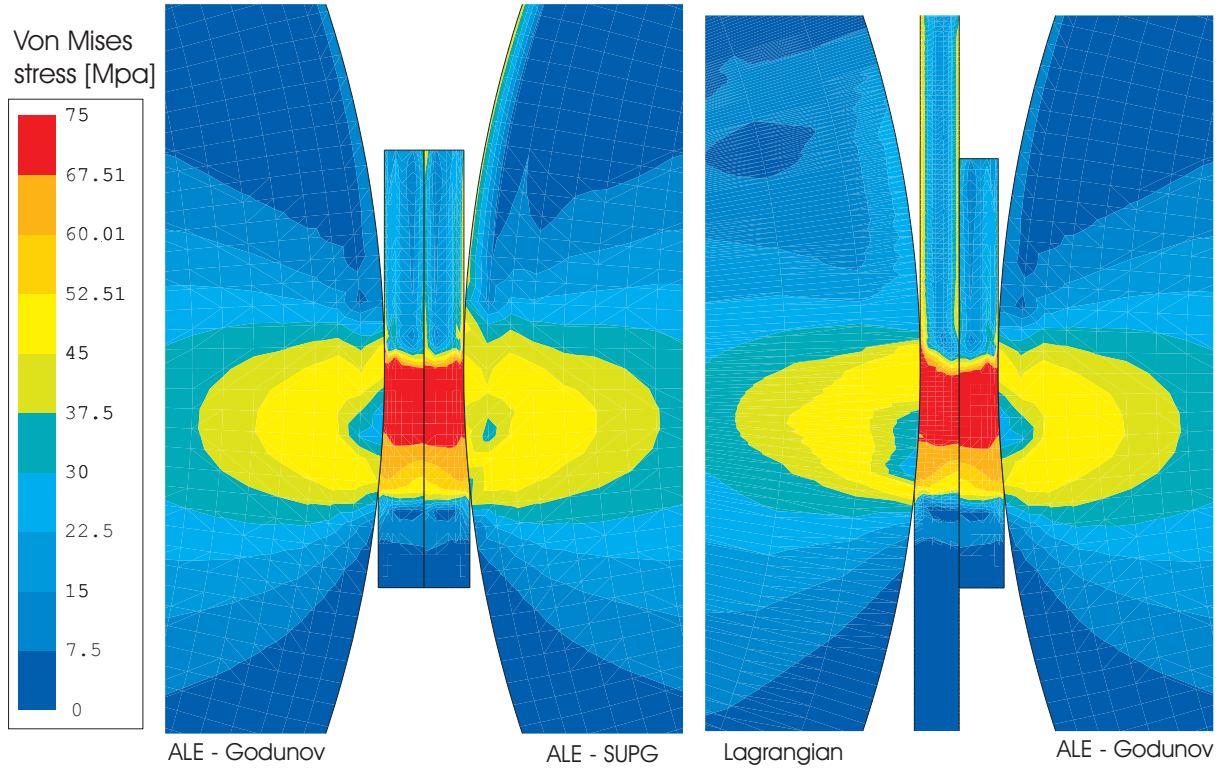 Von Mises
stress [Mpa]
75
67.51
60.01
52.51
45
37.5
30
22.5
15
7.5
0
ALE - Godunov
ALE - SUPG
Lagrangian
ALE - Godunov